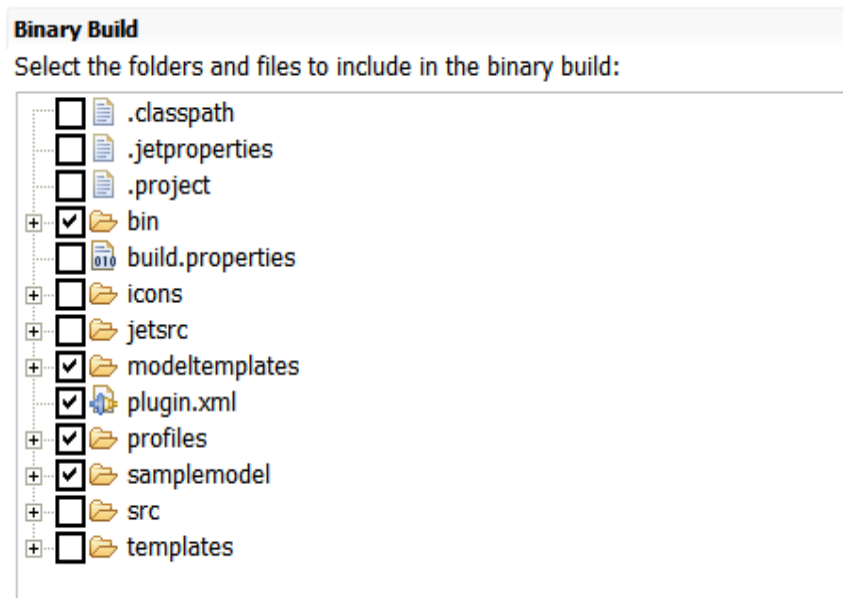 Binary Build
Select the folders and files to include in the binary build:
.classpath
.jetproperties
.project
bin
build.properties
icons
jetsrc
modeltemplates
plugin.xml
profiles
samplemodel
src
templates